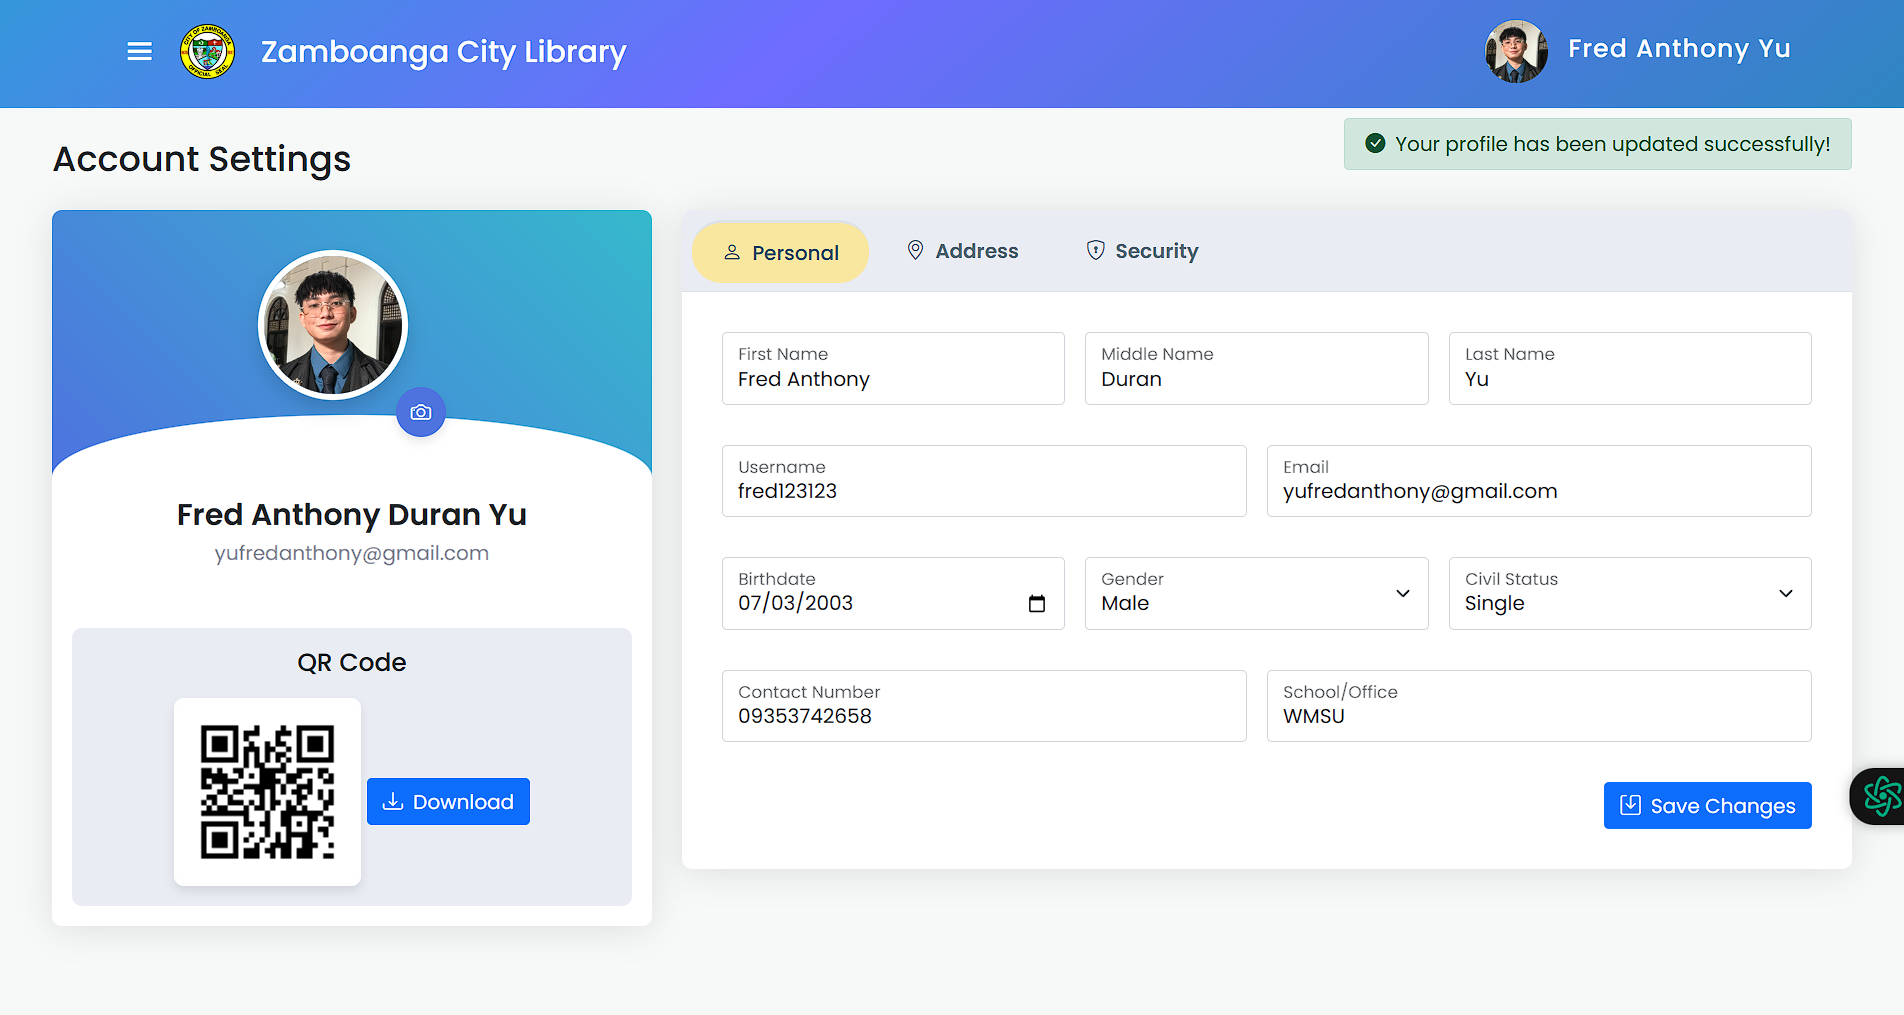 Zamboanga City Library
Fred Anthony Yu
Account Settings
Your profile has been updated successfully!
Fred Anthony Duran Yu
yufredanthony@gmail.com
QR Code
Download
Personal
Address
Security
First Name
Fred Anthony
Middle Name
Duran
Last Name
Yu
Username
fred123123
Email
yufredanthony@gmail.com
Birthdate
07/03/2003
Gender
Male
Civil Status
Single
Contact Number
09353742658
School/Office
WMSU
Save Changes